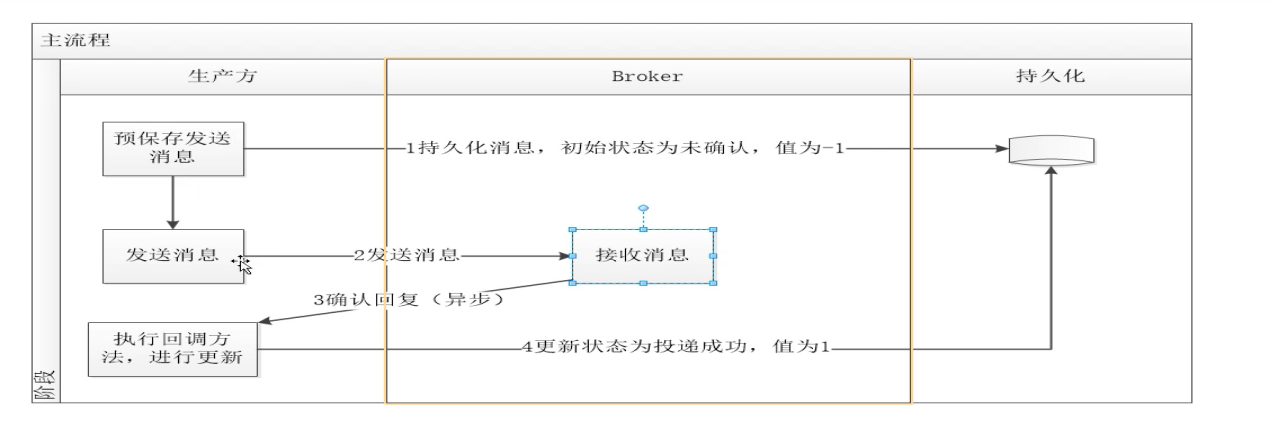 主流程
生产方
Broker
持久化
预保存发送
消息
1持久化消息，初始状态为未确认，值为-1
发送消息
2发送消息
接收消息
3确认回复（异步）
执行回调方
法，进行更新
4更新状态为投递成功，值为1
阶段